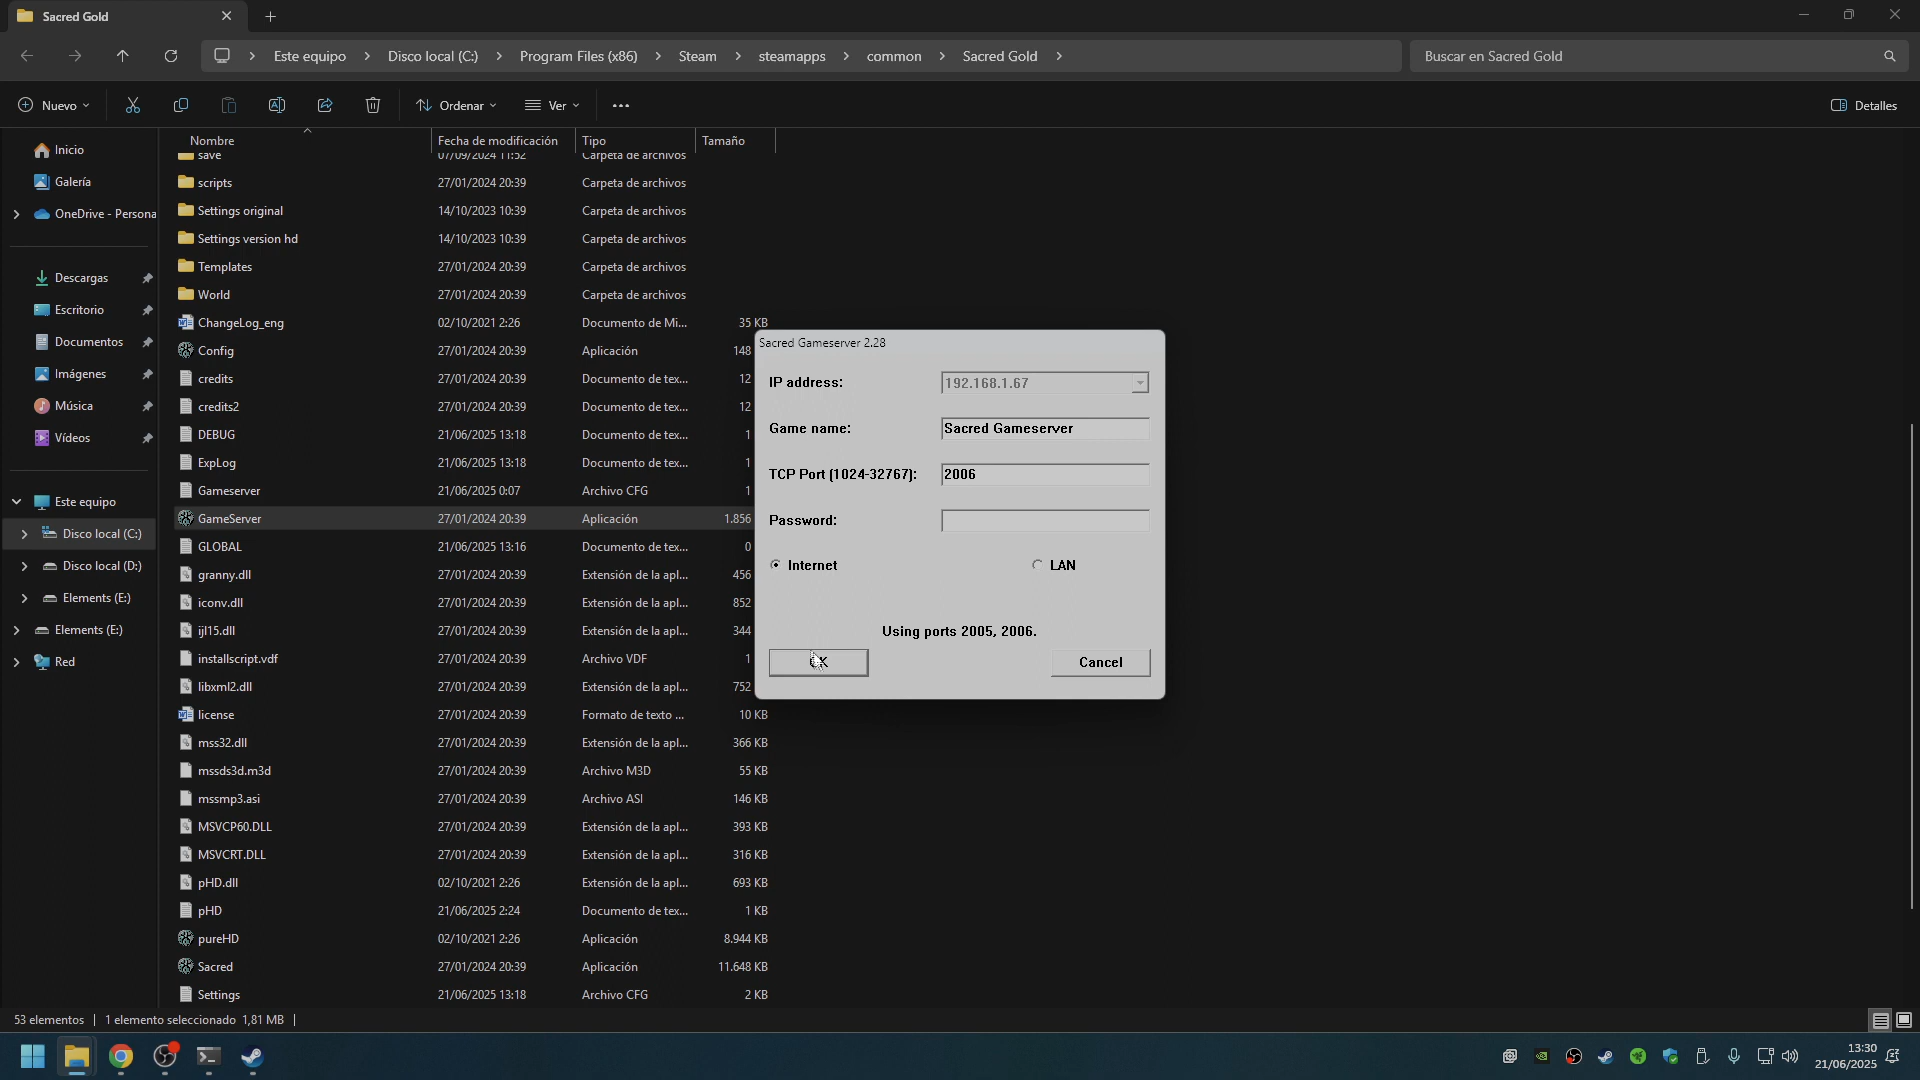 Sacred Gold
Este equipo
Disco local (C:)
Program Files (x86)
Steam
steamapps
common
Sacred Gold
Buscar en Sacred Gold
Nuevo
Ordenar
Ver
Detalles
Nombre
Fecha de modificación
Tipo
Tamaño
Inicio
Galería
OneDrive - Persona
Descargas
Escritorio
Documentos
Imágenes
Música
Vídeos
Este equipo
Disco local (C:)
Disco local (D:)
Elements (E:)
Elements (E:)
Red
save 07/09/2024 11:52 Carpeta de archivos
scripts 27/01/2024 20:39 Carpeta de archivos
Settings original 14/10/2023 10:39 Carpeta de archivos
Settings version hd 14/10/2023 10:39 Carpeta de archivos
Templates 27/01/2024 20:39 Carpeta de archivos
World 27/01/2024 20:39 Carpeta de archivos
ChangeLog_eng 02/10/2021 2:26 Documento de Mi... 35 KB
Config 27/01/2024 20:39 Aplicación 148
credits 27/01/2024 20:39 Documento de tex... 12
credits2 27/01/2024 20:39 Documento de tex... 12
DEBUG 21/06/2025 13:18 Documento de tex... 1
ExpLog 21/06/2025 13:18 Documento de tex... 1
Gameserver 21/06/2025 0:07 Archivo CFG 1
GameServer 27/01/2024 20:39 Aplicación 1.856
GLOBAL 21/06/2025 13:16 Documento de tex... 0
granny.dll 27/01/2024 20:39 Extensión de la apl... 456
iconv.dll 27/01/2024 20:39 Extensión de la apl... 852
ijl15.dll 27/01/2024 20:39 Extensión de la apl... 344
installscript.vdf 27/01/2024 20:39 Archivo VDF 1
libxml2.dll 27/01/2024 20:39 Extensión de la apl... 752
license 27/01/2024 20:39 Formato de texto ... 10 KB
mss32.dll 27/01/2024 20:39 Extensión de la apl... 366 KB
mssds3d.m3d 27/01/2024 20:39 Archivo M3D 55 KB
mssmp3.asi 27/01/2024 20:39 Archivo ASI 146 KB
MSVCP60.DLL 27/01/2024 20:39 Extensión de la apl... 393 KB
MSVCRT.DLL 27/01/2024 20:39 Extensión de la apl... 316 KB
pHD.dll 02/10/2021 2:26 Extensión de la apl... 693 KB
pHD 21/06/2025 2:24 Documento de tex... 1 KB
pureHD 02/10/2021 2:26 Aplicación 8.944 KB
Sacred 27/01/2024 20:39 Aplicación 11.648 KB
Settings 21/06/2025 13:18 Archivo CFG 2 KB
Sacred Gameserver 2.28
IP address: 192.168.1.67
Game name: Sacred Gameserver
TCP Port (1024-32767): 2006
Password:
Internet
LAN
Using ports 2005, 2006.
OK
Cancel
53 elementos
1 elemento seleccionado 1,81 MB
13:30
21/06/2025